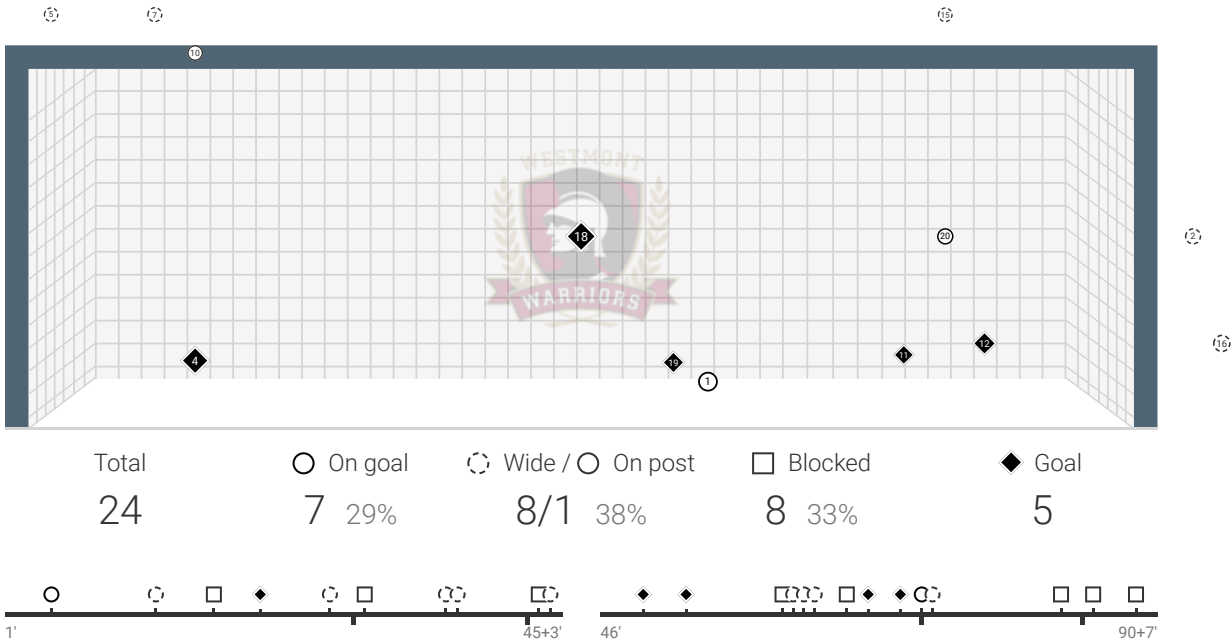 5 7 15
10
WESTMONT
18 20 2
WARRIORS
16
12
11
4 19
1
Total On goal Wide / On post Blocked Goal
24 7 29% 8/1 38% 8 33% 5
1' 45+3' 46' 90+7'